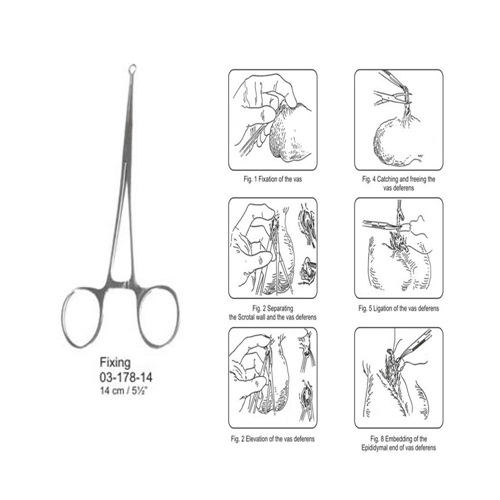 Fixing
03-178-14
14 cm / 5½"
Fig. 1 Fixation of the vas
Fig. 4 Catching and freeing the
vas deferens
Fig. 2 Separating
the Scrotal wall and the vas deferens
Fig. 5 Ligation of the vas deferens
Fig. 2 Elevation of the vas deferens
Fig. 8 Embedding of the
Epididymal end of vas deferens